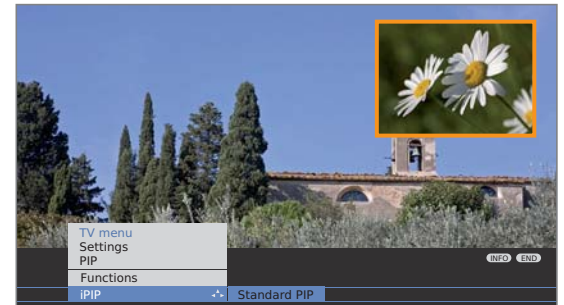 TV menu
Settings
PIP
Functions
iPIP
Standard PIP
INFO END